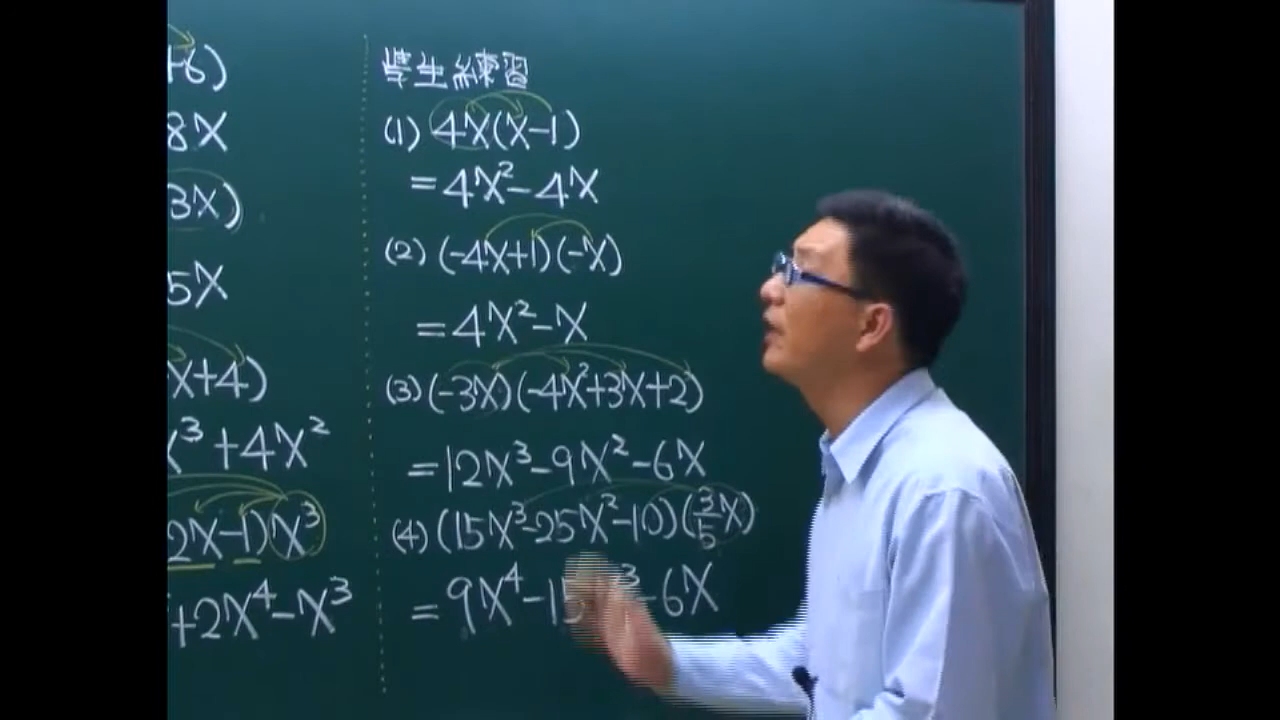 +6)
8X
3X)
5X
X+4)
X³+4X²
2X-1)X³
+2X⁴-X³
學生練習
(1) 4X(X-1)
=4X²-4X
(2) (-4X+1)(-X)
=4X²-X
(3) (-3X)(-4X²+3X+2)
=12X³-9X²-6X
(4) (15X³-25X²-10)(3/5X)
=9X⁴-15 ³-6X